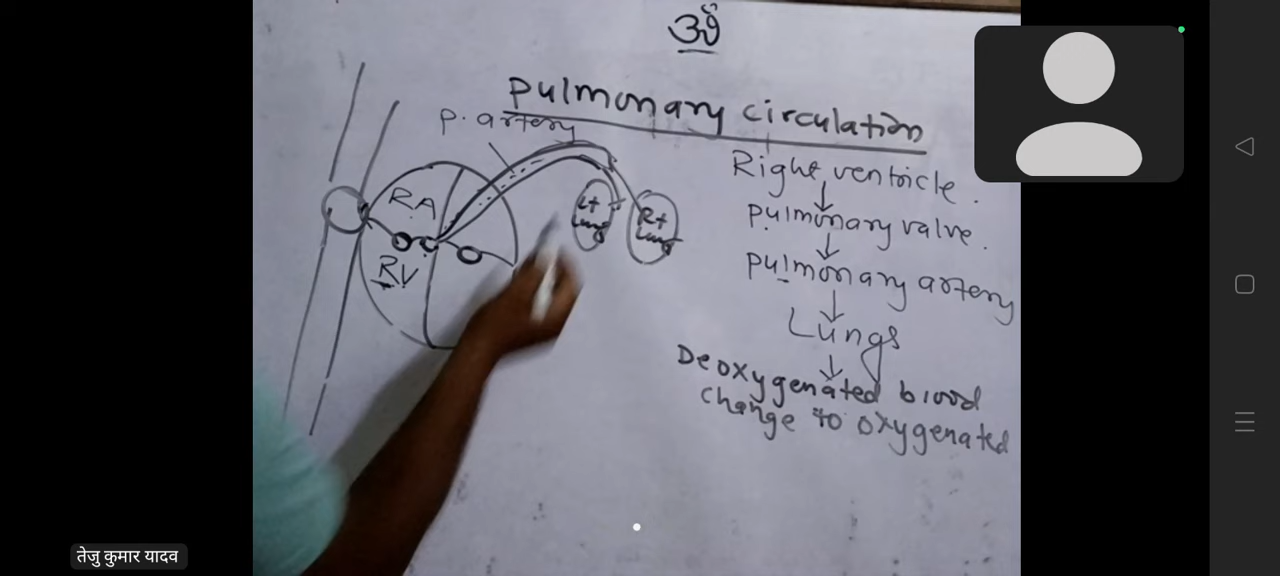 ॐ
Pulmonary circulation
P. artery
RA
RV
Lt
Lung
Rt
Lung
Right ventricle.
↓
Pulmonary valve.
↓
Pulmonary artery
↓
Lungs
↓
Deoxygenated blood
change to oxygenated
तेजु कुमार यादव